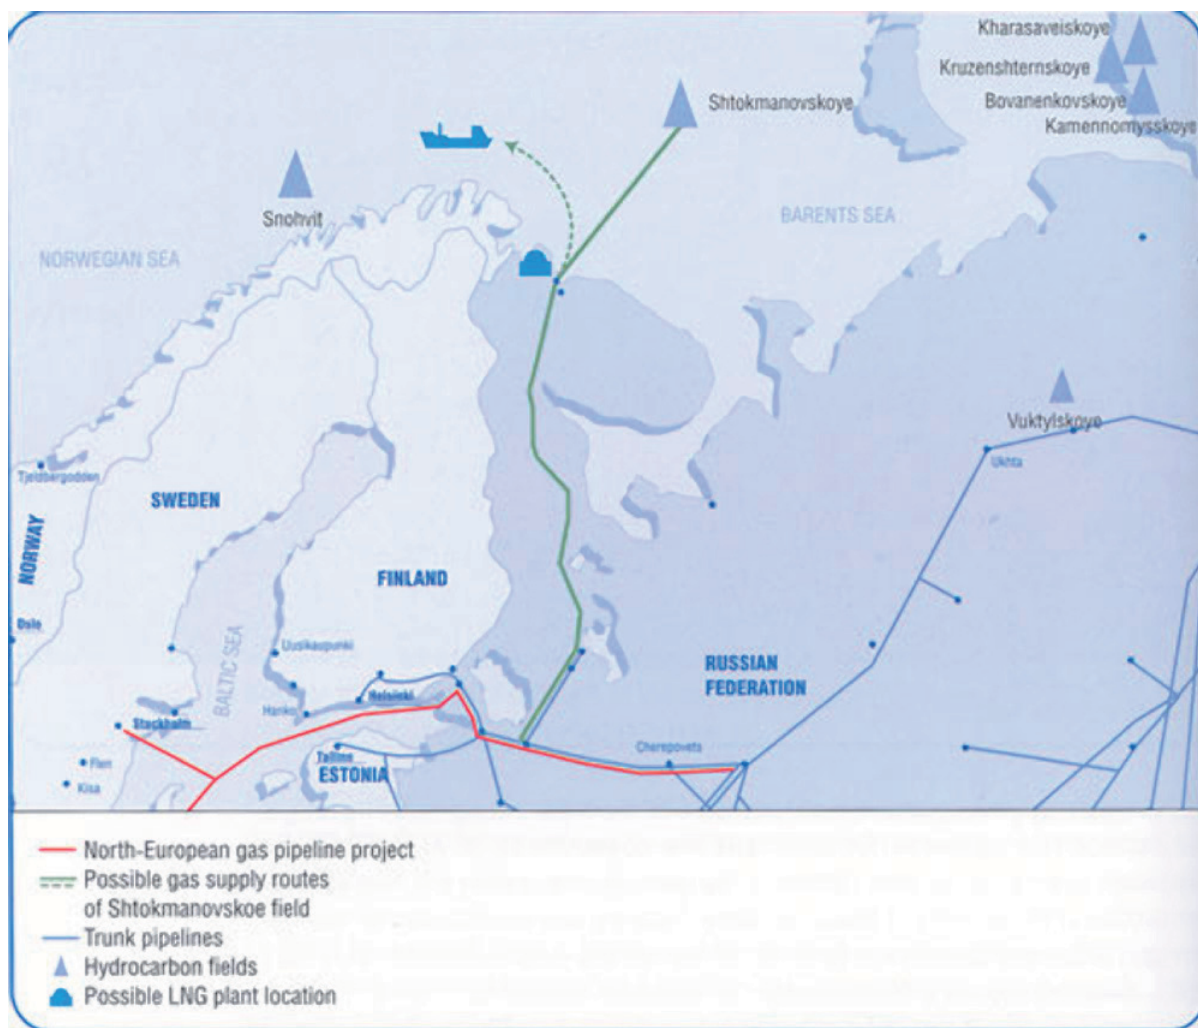 Kharasaveiskoye
Kruzenshternskoye
Bovanenkovskoye
Kamennomysskoye
Shtokmanovskoye
Snohvit
BARENTS SEA
NORWEGIAN SEA
Vuktylskoye
Ukhta
Tjeldbergodden
SWEDEN
NORWAY
FINLAND
Oslo
Uusikaupunki
BALTIC SEA
RUSSIAN
FEDERATION
Helsinki
Hanko
Stockholm
Cherepovets
Tallinn
ESTONIA
Flen
Kisa
North-European gas pipeline project
Possible gas supply routes
of Shtokmanovskoe field
Trunk pipelines
Hydrocarbon fields
Possible LNG plant location